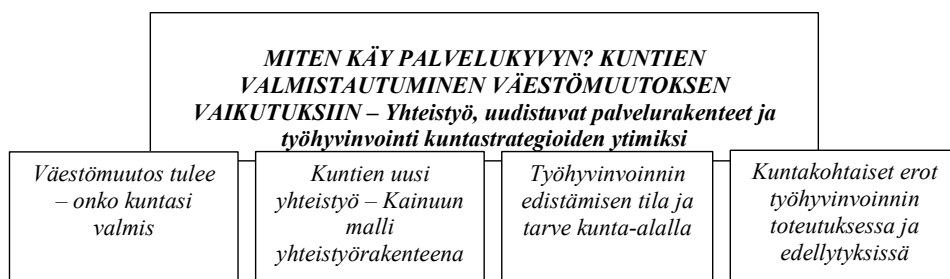 MITEN KÄY PALVELUKYVYN? KUNTIEN
VALMISTAUTUMINEN VÄESTÖMUUTOKSEN
VAIKUTUKSIIN – Yhteistyö, uudistuvat palvelurakenteet ja
työhyvinvointi kuntastrategioiden ytimiksi
Väestömuutos tulee
– onko kuntasi
valmis
Kuntien uusi
yhteistyö – Kainuun
malli
yhteistyörakenteena
Työhyvinvoinnin
edistämisen tila ja
tarve kunta-alalla
Kuntakohtaiset erot
työhyvinvoinnin
toteutuksessa ja
edellytyksissä